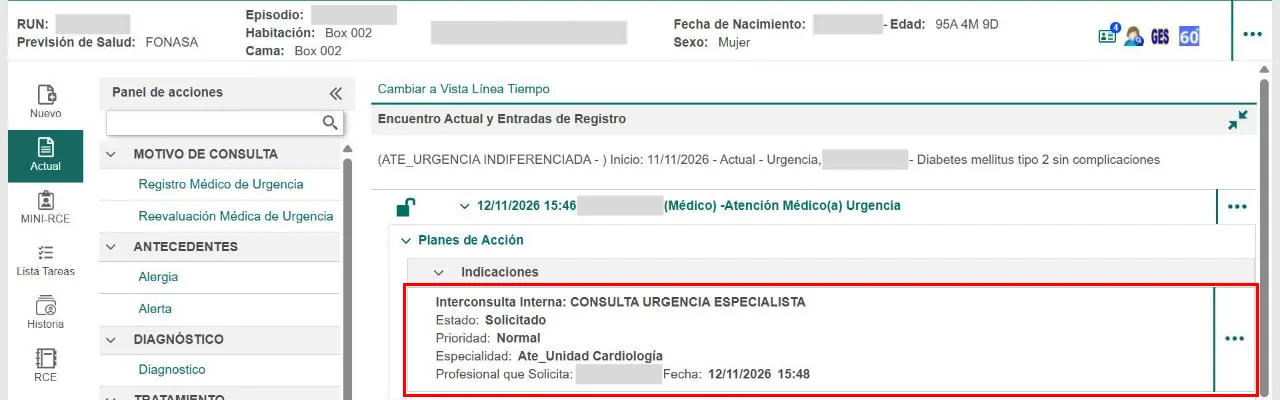 RUN:
Previsión de Salud: FONASA
Episodio:
Habitación: Box 002
Cama: Box 002
Fecha de Nacimiento: - Edad: 95A 4M 9D
Sexo: Mujer
4
GES
60
Nuevo
Actual
MINI-RCE
Lista Tareas
Historia
RCE
Panel de acciones
MOTIVO DE CONSULTA
Registro Médico de Urgencia
Reevaluación Médica de Urgencia
ANTECEDENTES
Alergia
Alerta
DIAGNÓSTICO
Diagnostico
TRATAMIENTO
Cambiar a Vista Línea Tiempo
Encuentro Actual y Entradas de Registro
(ATE_URGENCIA INDIFERENCIADA - ) Inicio: 11/11/2026 - Actual - Urgencia, - Diabetes mellitus tipo 2 sin complicaciones
12/11/2026 15:46 (Médico) -Atención Médico(a) Urgencia
Planes de Acción
Indicaciones
Interconsulta Interna: CONSULTA URGENCIA ESPECIALISTA
Estado: Solicitado
Prioridad: Normal
Especialidad: Ate_Unidad Cardiología
Profesional que Solicita: Fecha: 12/11/2026 15:48